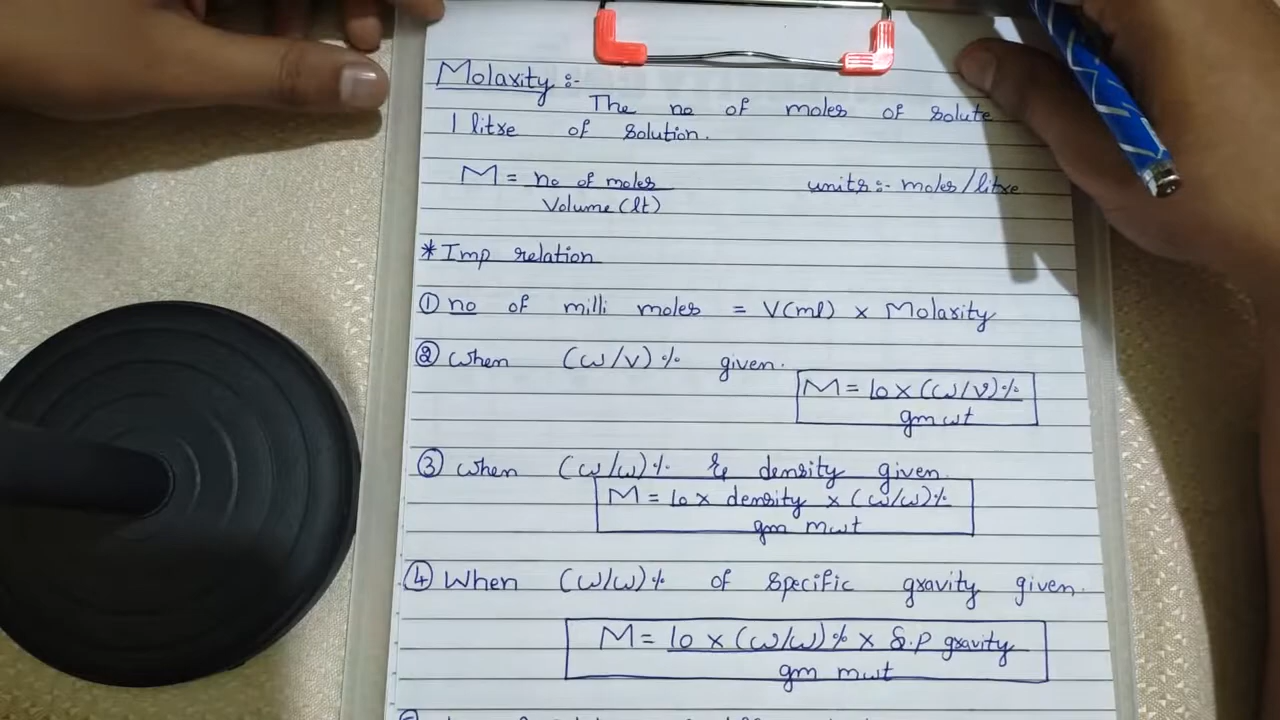 Molarity :-
The no of moles of solute
1 litre of solution.
M = no of moles / Volume (lt)
units :- moles/litre
* Imp relation
① no of milli moles = V(ml) × Molarity
② When (w/v)% given.
M = 10 × (w/v)% / gm wt
③ when (w/w)% & density given.
M = 10 × density × (w/w)% / gm mwt
④ When (w/w)% of specific gravity given.
M = 10 × (w/w)% × S.P gravity / gm mwt